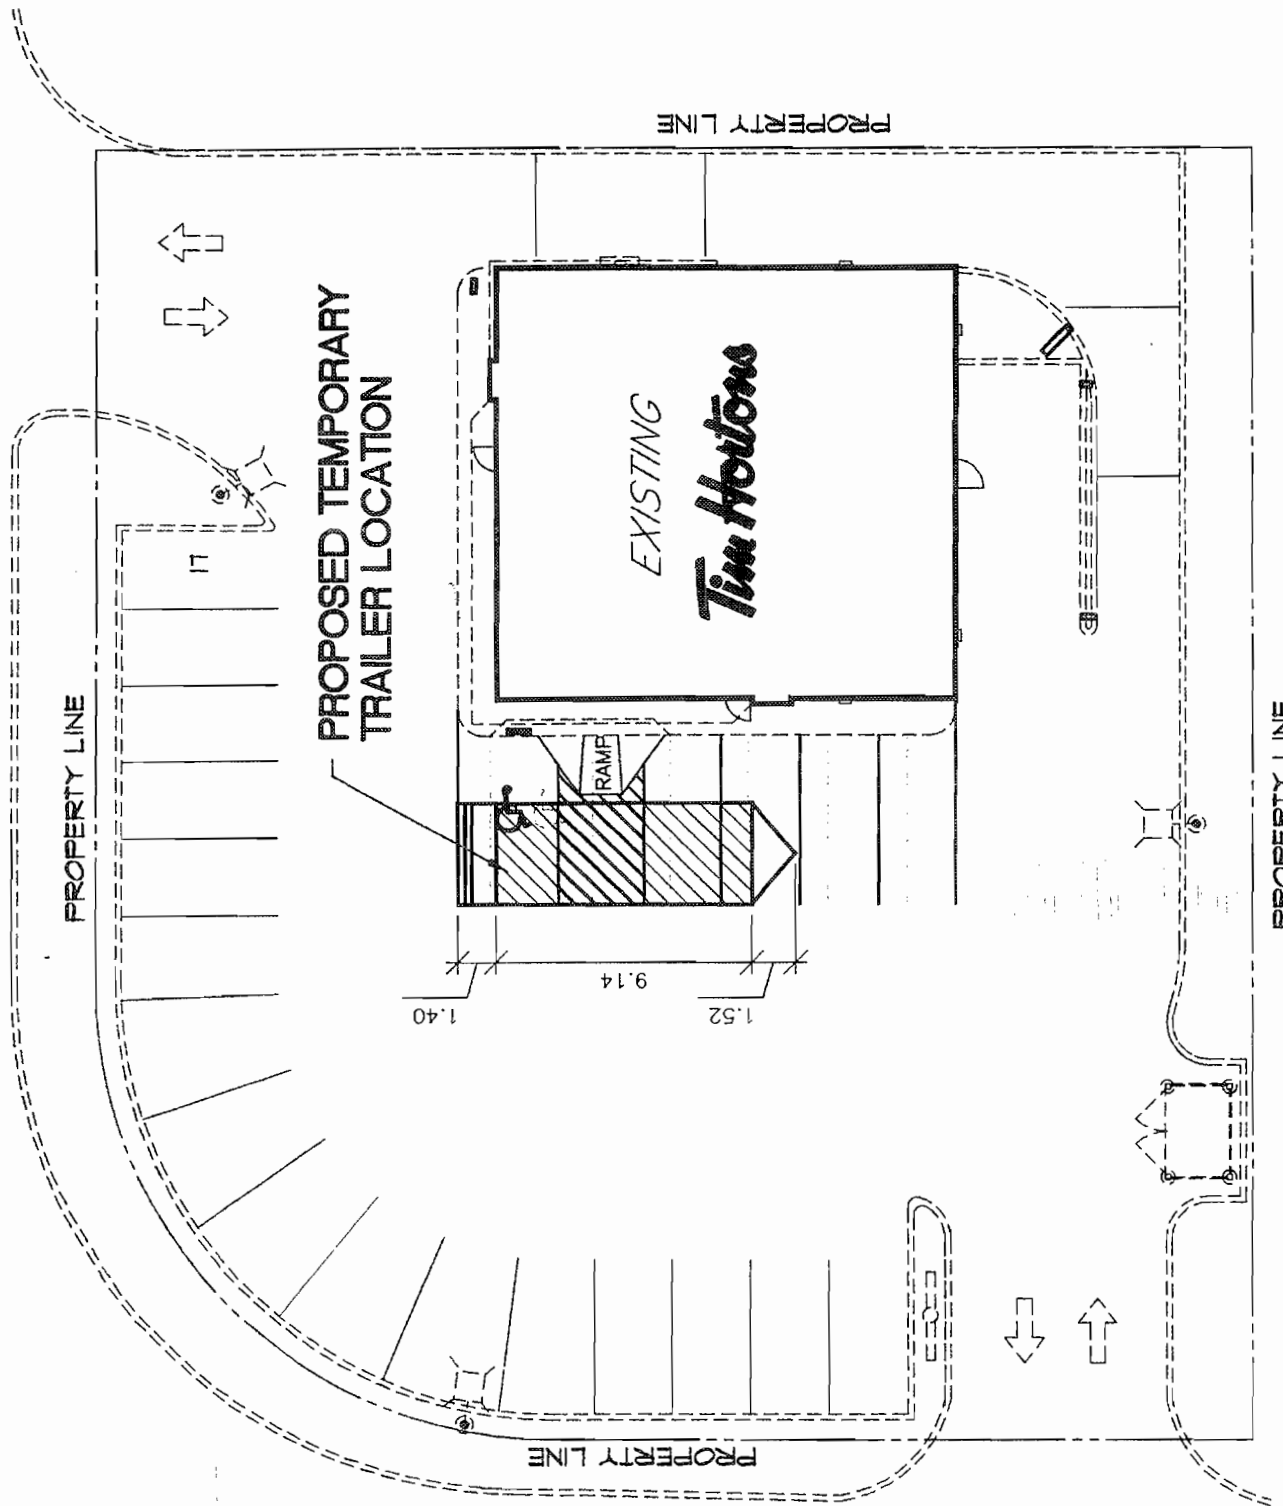 PROPERTY LINE
PROPERTY LINE
17
PROPOSED TEMPORARY
TRAILER LOCATION
EXISTING
Tim Hortons
RAMP
1.40
9.14
1.52
PROPERTY LINE
PROPERTY LINE